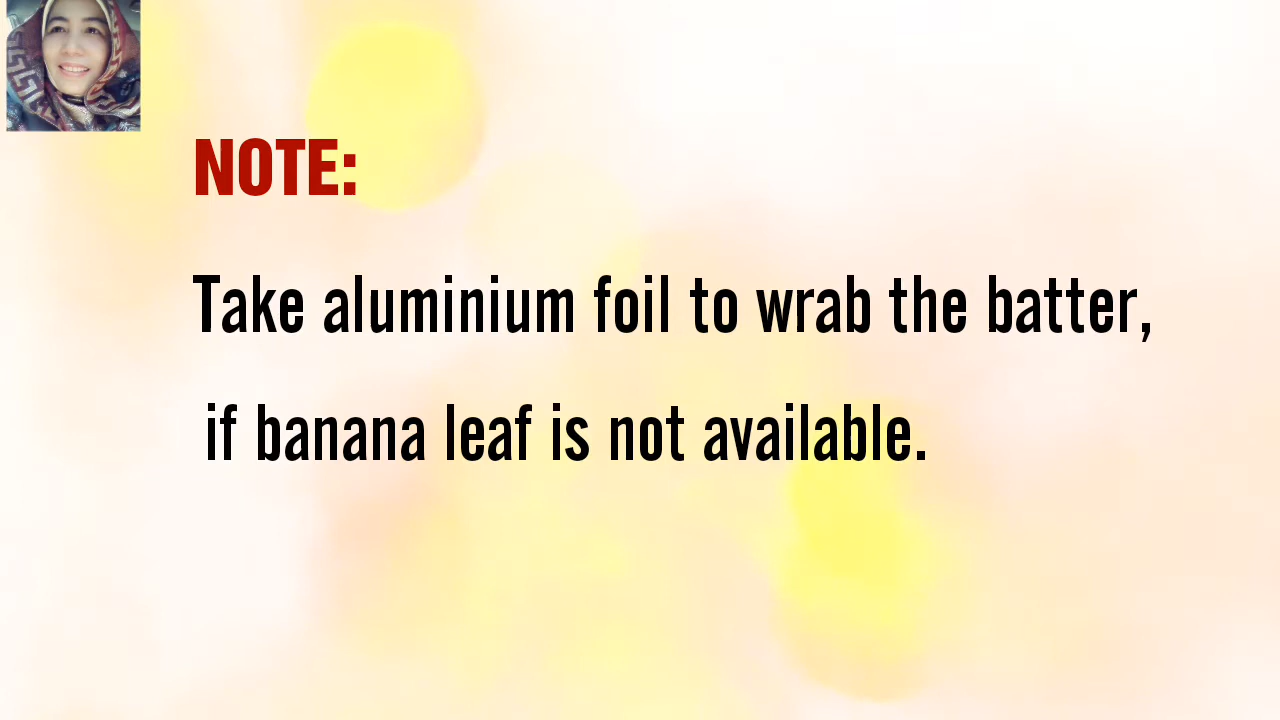 NOTE:
Take aluminium foil to wrab the batter,
if banana leaf is not available.